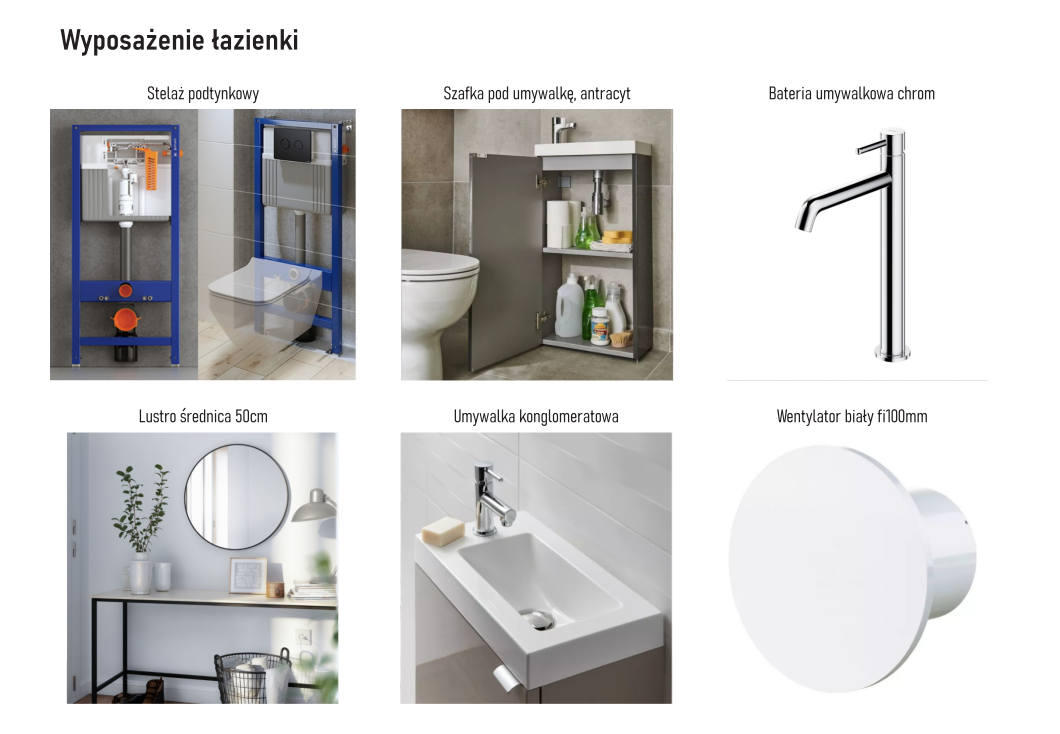 Wyposażenie łazienki
Stelaż podtynkowy
Szafka pod umywalkę, antracyt
Bateria umywalkowa chrom
Lustro średnica 50cm
Umywalka konglomeratowa
Wentylator biały fi100mm